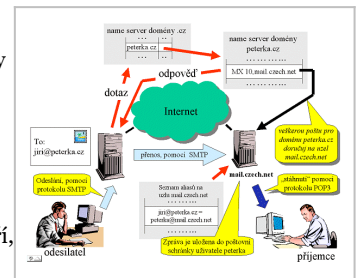 name server domény .cz
... ..
peterka.cz
... ..
name server domény
peterka.cz
............
MX 10,mail.czech.net
............
odpověď
dotaz
Internet
To:
jiri@peterka.cz
přenos, pomocí SMTP
veškerou poštu pro
doménu peterka.cz
doručuj na uzel
mail.czech.net
mail.czech.net
Odeslání, pomocí
protokolu SMTP
Seznam aliasů na
uzlu mail.czech.net
............
jiri@peterka.cz =
peterka@mail.czech.net
............
„stáhnutí“ pomocí
protokolu POP3
Zpráva je uložena do poštovní
schránky uživatele peterka
odesilatel
příjemce
y
ří,